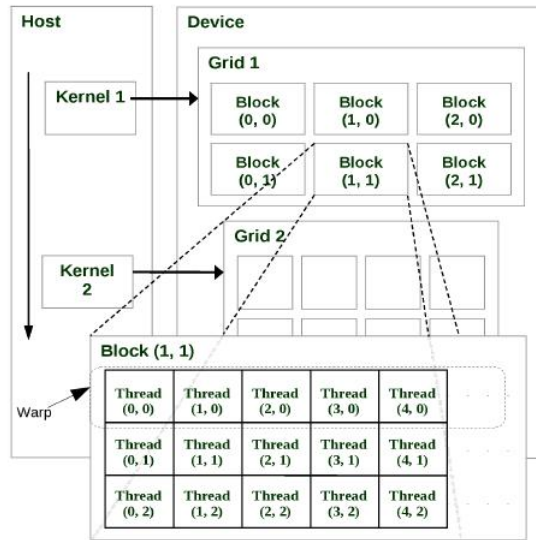 Host
Device
Grid 1
Kernel 1
Block
(0, 0)
Block
(1, 0)
Block
(2, 0)
Block
(0, 1)
Block
(1, 1)
Block
(2, 1)
Grid 2
Kernel
2
Block (1, 1)
Warp
Thread
(0, 0)
Thread
(1, 0)
Thread
(2, 0)
Thread
(3, 0)
Thread
(4, 0)
Thread
(0, 1)
Thread
(1, 1)
Thread
(2, 1)
Thread
(3, 1)
Thread
(4, 1)
Thread
(0, 2)
Thread
(1, 2)
Thread
(2, 2)
Thread
(3, 2)
Thread
(4, 2)